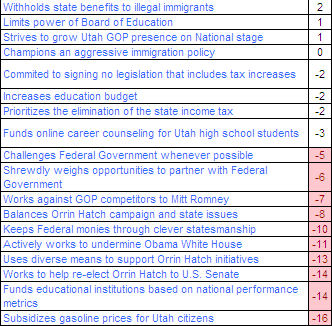 Withholds state benefits to illegal immigrants 2
Limits power of Board of Education 1
Strives to grow Utah GOP presence on National stage 1
Champions an aggressive immigration policy 0
Commited to signing no legislation that includes tax increases -2
Increases education budget -2
Prioritizes the elimination of the state income tax -2
Funds online career counseling for Utah high school students -3
Challenges Federal Government whenever possible -5
Shrewdly weighs opportunities to partner with Federal
Government -6
Works against GOP competitors to Mitt Romney -7
Balances Orrin Hatch campaign and state issues -8
Keeps Federal monies through clever statesmanship -10
Actively works to undermine Obama White House -11
Uses diverse means to support Orrin Hatch initiatives -13
Works to help re-elect Orrin Hatch to U.S. Senate -14
Funds educational institutions based on national performance
metrics -14
Subsidizes gasoline prices for Utah citizens -16